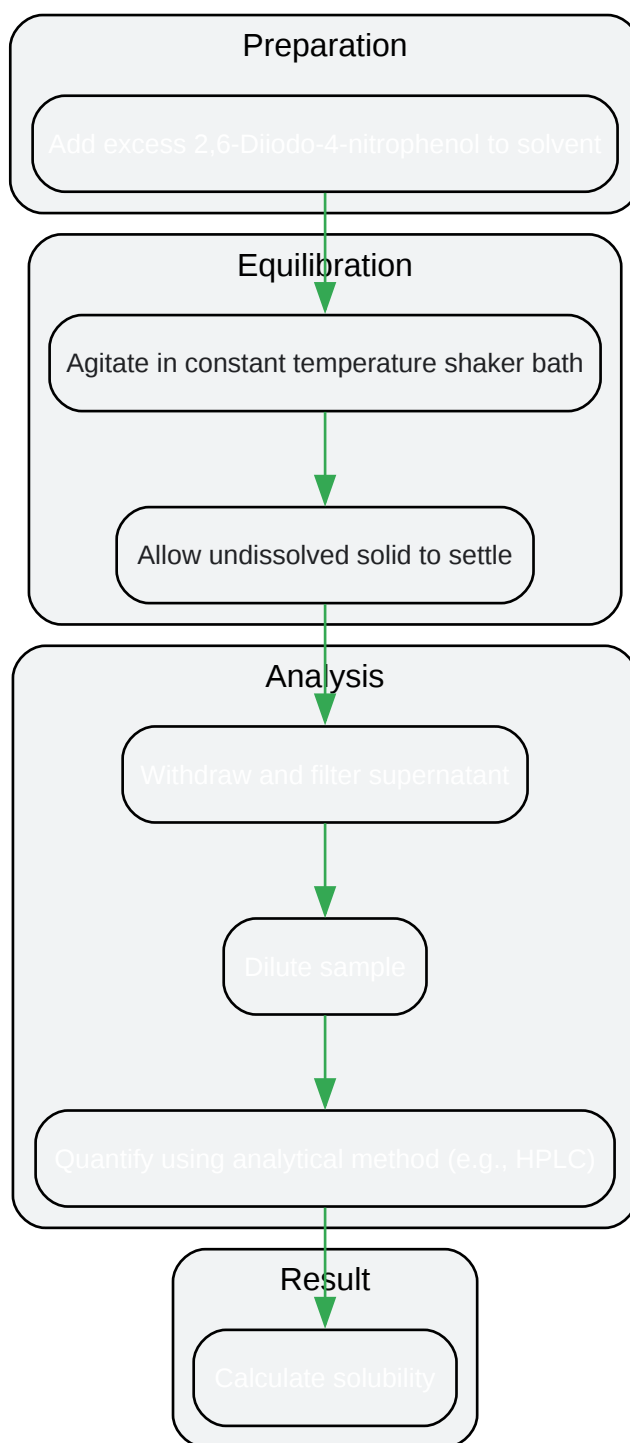 Preparation
Add excess 2,6-Diiodo-4-nitrophenol to solvent
Equilibration
Agitate in constant temperature shaker bath
Allow undissolved solid to settle
Analysis
Withdraw and filter supernatant
Dilute sample
Quantify using analytical method (e.g., HPLC)
Result
Calculate solubility